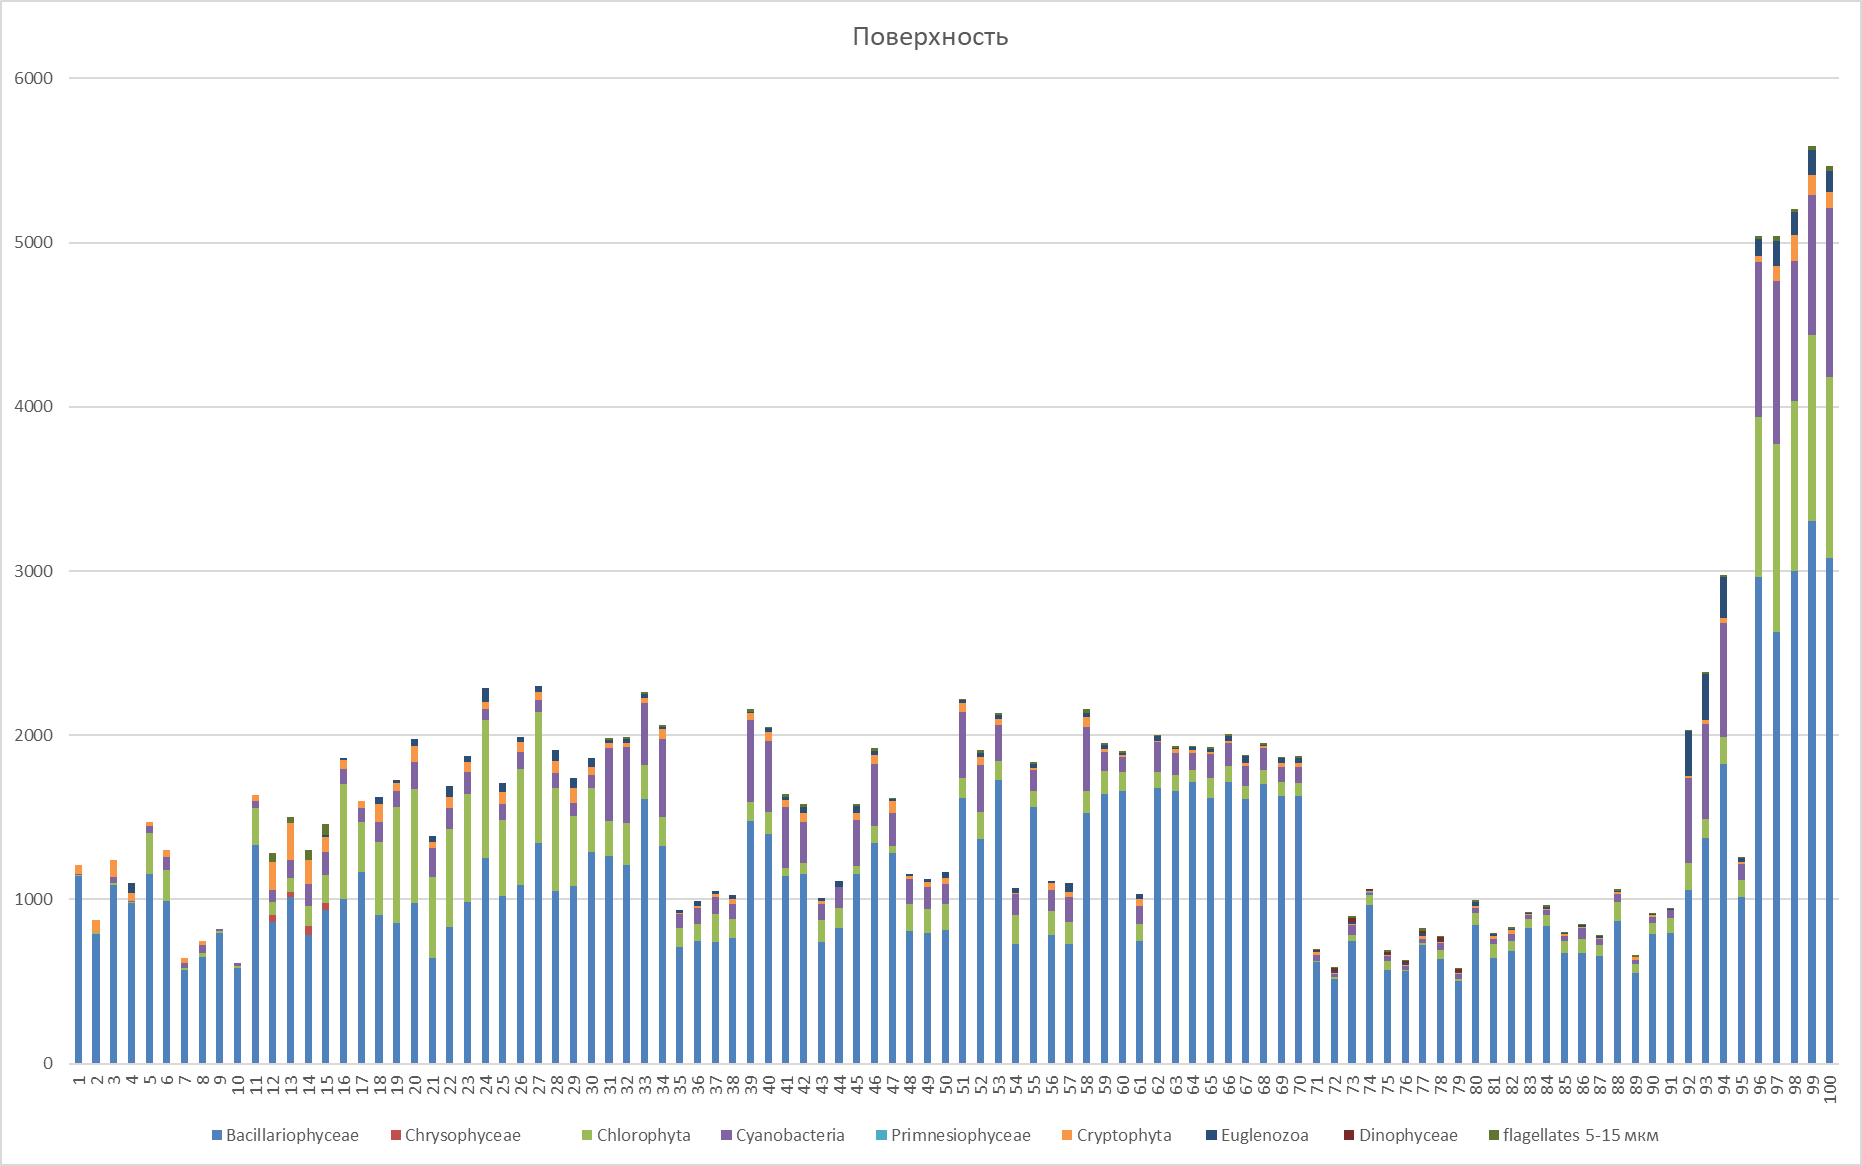 Поверхность
6000
5000
4000
3000
2000
1000
0
1 2 3 4 5 6 7 8 9 10 11 12 13 14 15 16 17 18 19 20 21 22 23 24 25 26 27 28 29 30 31 32 33 34 35 36 37 38 39 40 41 42 43 44 45 46 47 48 49 50 51 52 53 54 55 56 57 58 59 60 61 62 63 64 65 66 67 68 69 70 71 72 73 74 75 76 77 78 79 80 81 82 83 84 85 86 87 88 89 90 91 92 93 94 95 96 97 98 99 100
Bacillariophyceae Chrysophyceae Chlorophyta Cyanobacteria Primnesiophyceae Cryptophyta Euglenozoa Dinophyceae flagellates 5-15 мкм